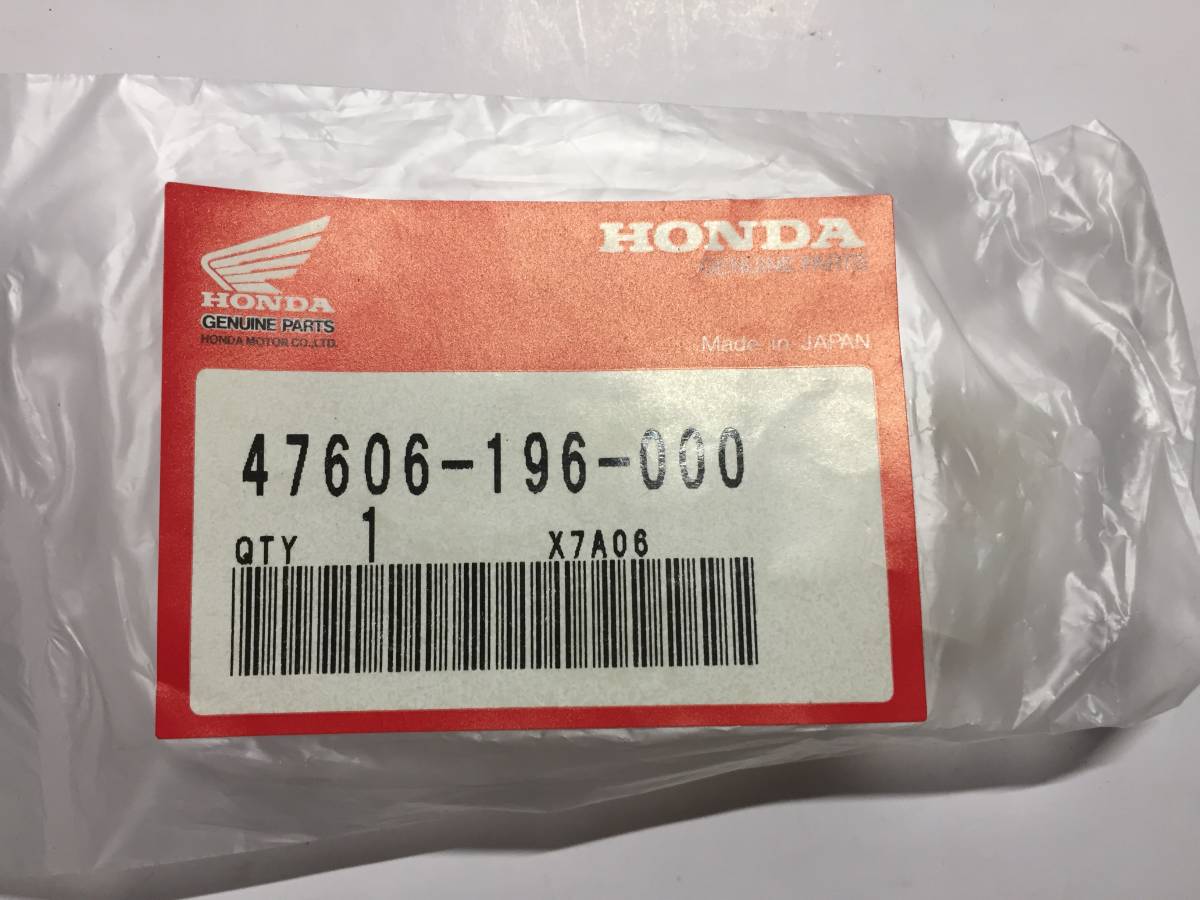 HONDA
GENUINE PARTS
HONDA MOTOR CO.,LTD.
HONDA
GENUINE PARTS
Made in JAPAN
47606-196-000
QTY 1 X7A06